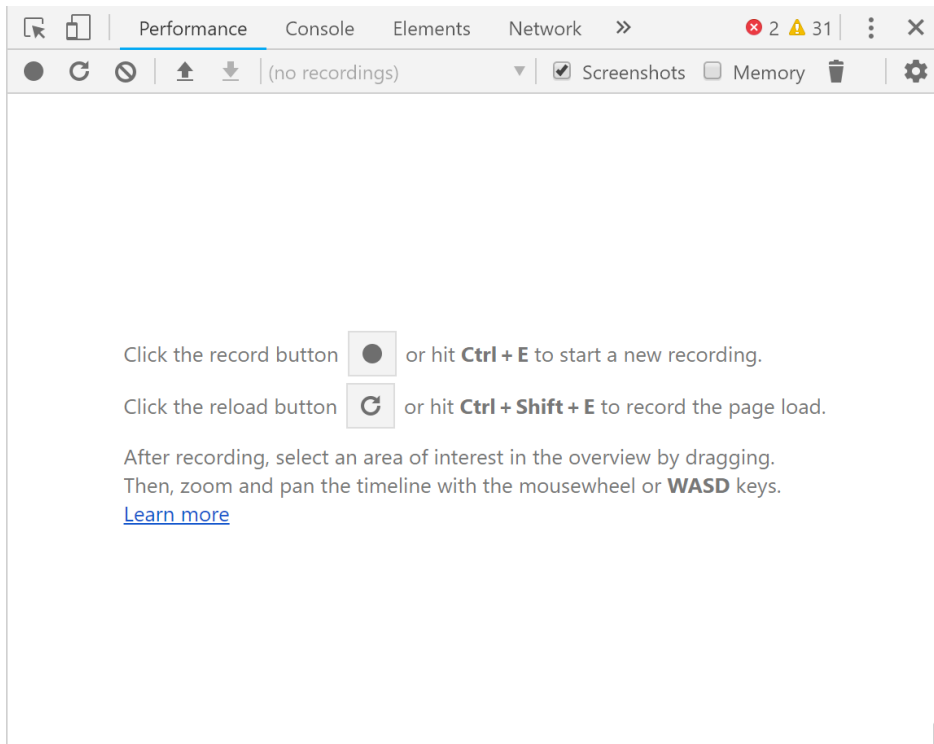 Performance Console Elements Network » 2 31
(no recordings) Screenshots Memory
Click the record button or hit Ctrl + E to start a new recording.
Click the reload button or hit Ctrl + Shift + E to record the page load.
After recording, select an area of interest in the overview by dragging.
Then, zoom and pan the timeline with the mousewheel or WASD keys.
Learn more